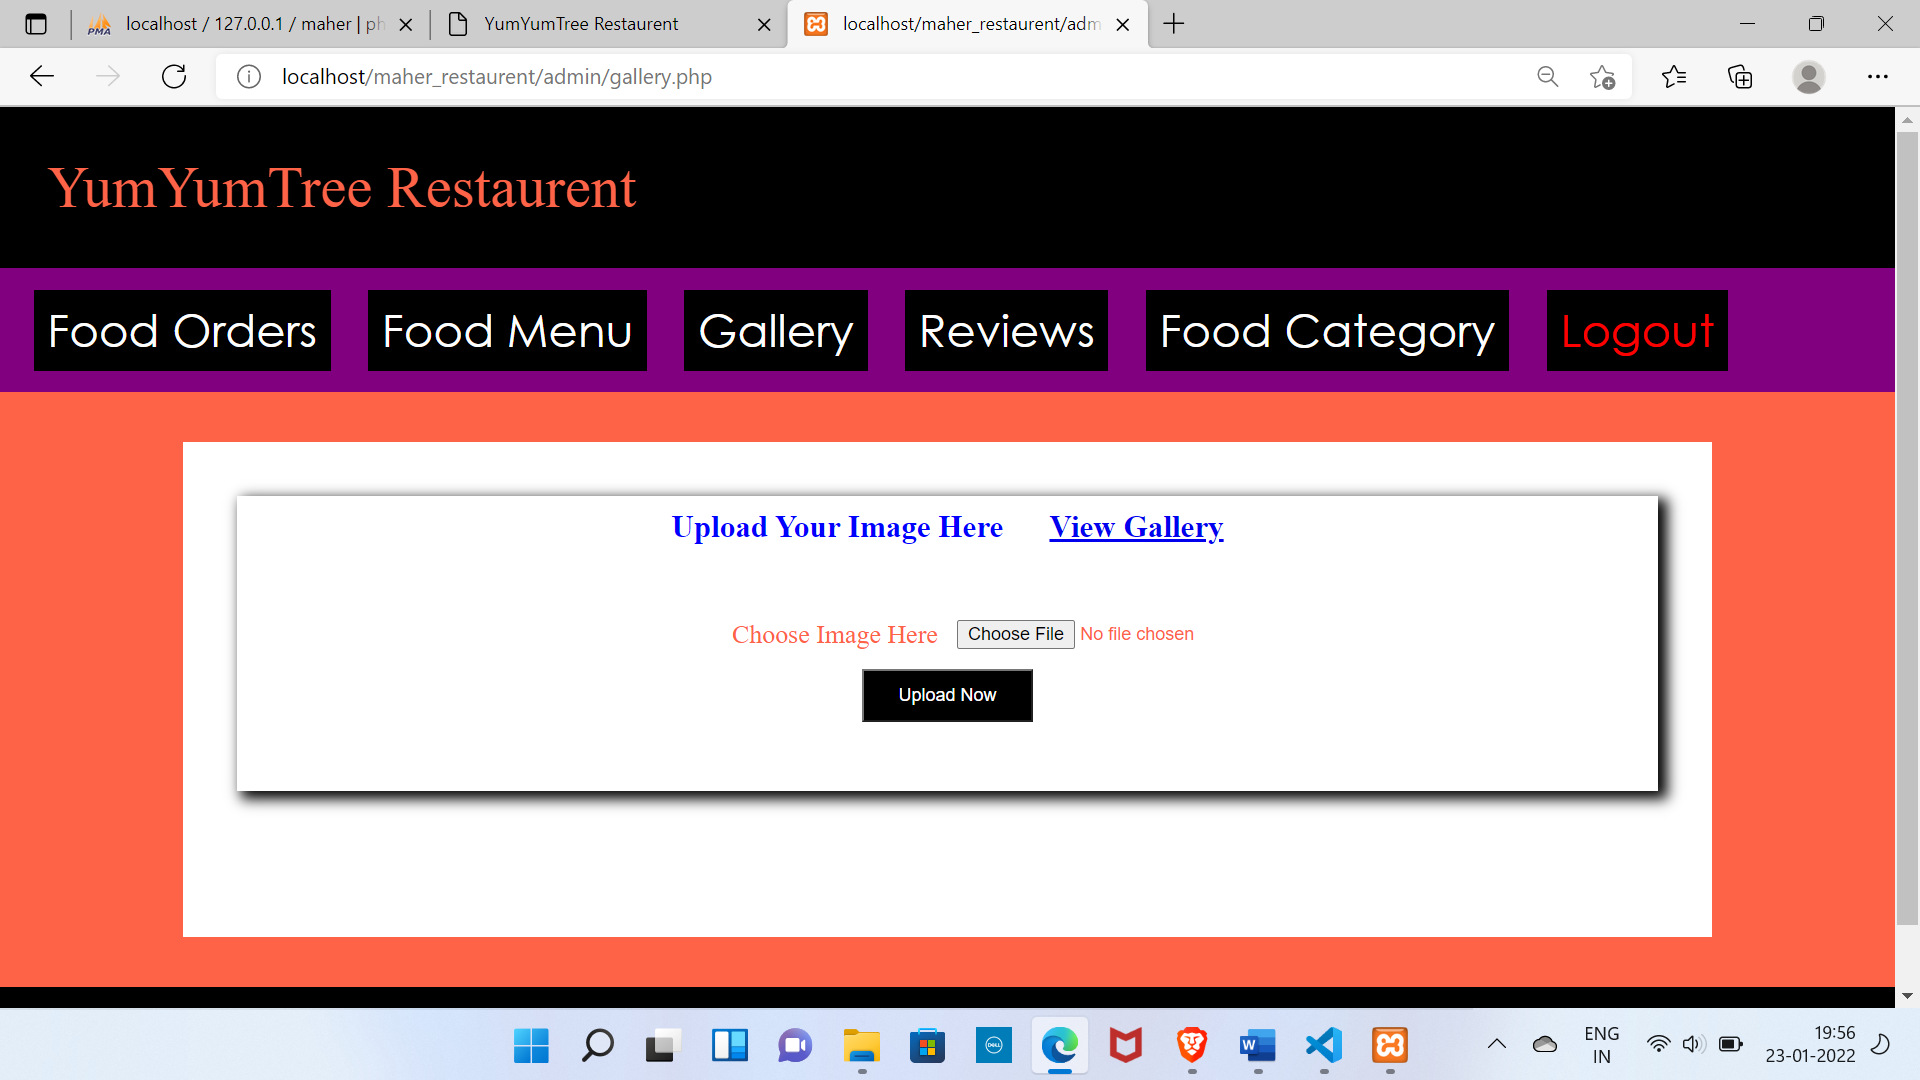 localhost / 127.0.0.1 / maher | ph
YumYumTree Restaurent
localhost/maher_restaurent/adm
localhost/maher_restaurent/admin/gallery.php
YumYumTree Restaurent
Food Orders Food Menu Gallery Reviews Food Category Logout
Upload Your Image Here View Gallery
Choose Image Here Choose File No file chosen
Upload Now
ENG
IN
19:56
23-01-2022